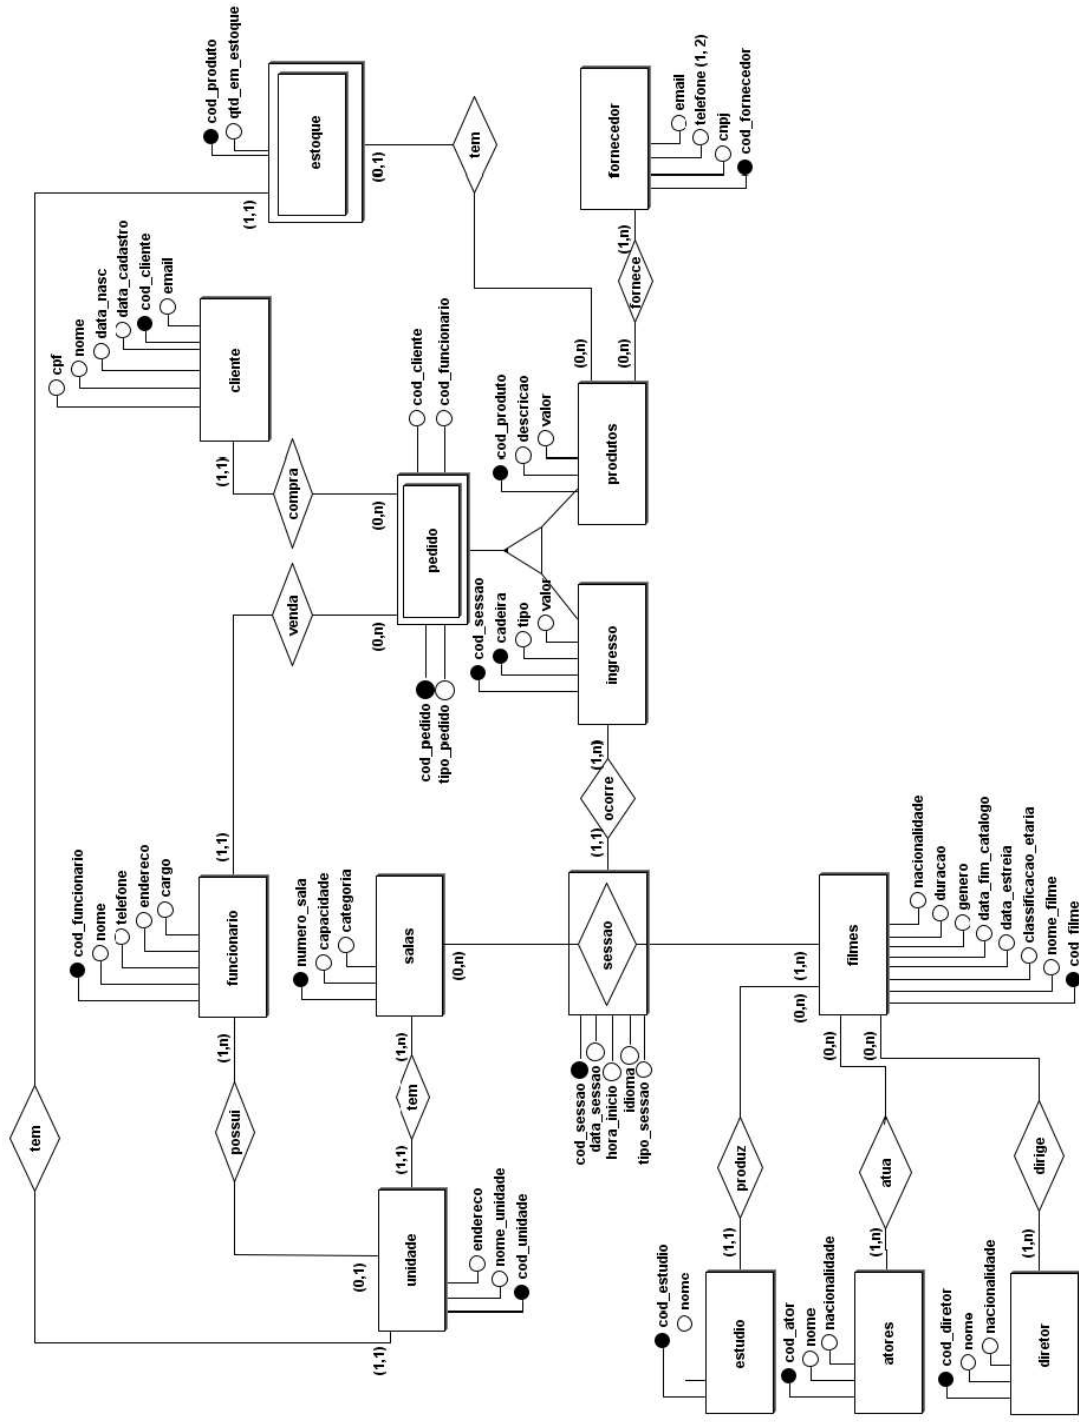 tem
cod_funcionario
nome
telefone
endereco
cargo
funcionario
(1,n)
(1,1)
possui
venda
cpf
nome
data_nasc
data_cadastro
cod_cliente
email
cliente
(1,1)
compra
cod_produto
qtd_em_estoque
estoque
(1,1)
(0,1)
(1,1)
(0,1)
unidade
endereco
nome_unidade
cod_unidade
(1,1)
tem
(1,n)
numero_sala
capacidade
categoria
salas
(0,n)
(0,n)
(0,n)
pedido
cod_pedido
tipo_pedido
cod_cliente
cod_funcionario
tem
cod_sessao
cadeira
tipo
valor
ingresso
cod_produto
descricao
valor
produtos
(0,n)
(0,n)
fornece
(1,n)
fornecedor
email
telefone (1, 2)
cnpj
cod_fornecedor
cod_sessao
data_sessao
hora_inicio
idioma
tipo_sessao
sessao
(1,1)
ocorre
(1,n)
cod_estudio
nome
estudio
(1,1)
produz
(0,n)
(1,n)
filmes
nacionalidade
duracao
genero
data_fim_catalogo
data_estreia
classificacao_etaria
nome_filme
cod_filme
cod_ator
nome
nacionalidade
atores
(1,n)
atua
(0,n)
(0,n)
cod_diretor
nome
nacionalidade
diretor
(1,n)
dirige